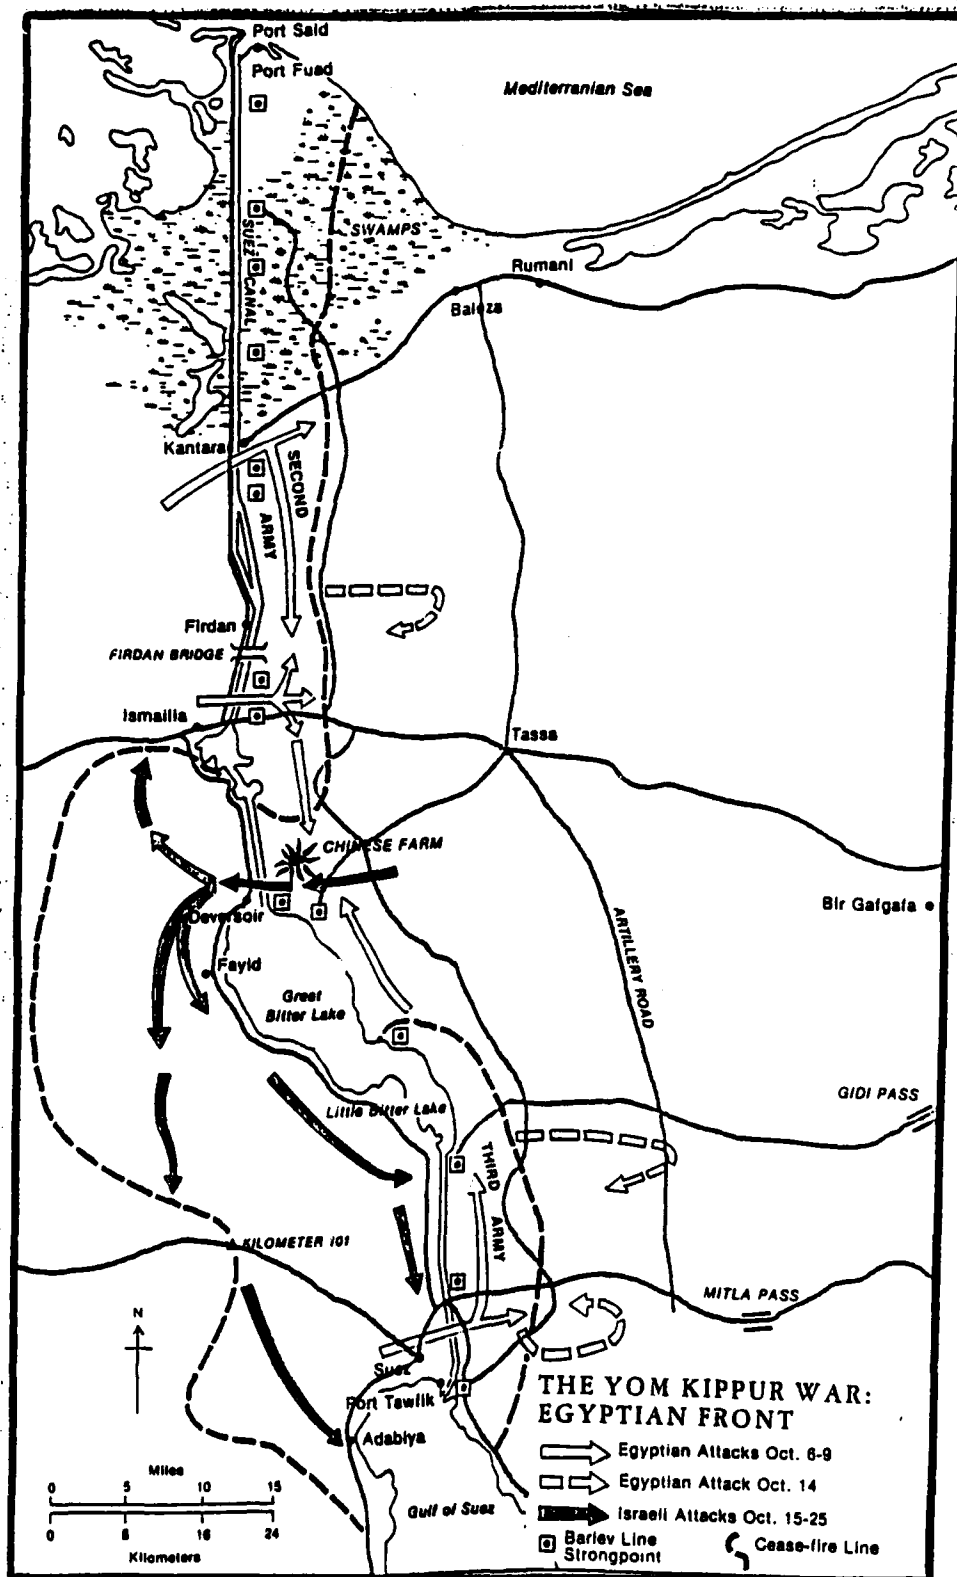 Port Said
Port Fuad
Mediterranian Sea
SWAMPS
SUEZ CANAL
Rumani
Baloza
Kantara
SECOND ARMY
Firdan
FIRDAN BRIDGE
Ismailia
Tassa
CHINESE FARM
Deversoir
Bir Gafgafa
ARTILLERY ROAD
Fayid
Great
Bitter Lake
Little Bitter Lake
GIDI PASS
THIRD ARMY
KILOMETER 101
MITLA PASS
N
Suez
Port Tawfik
Adabiya
Gulf of Suez
THE YOM KIPPUR WAR:
EGYPTIAN FRONT
Egyptian Attacks Oct. 6-9
Egyptian Attack Oct. 14
Israeli Attacks Oct. 15-25
Barlev Line
Strongpoint
Cease-fire Line
Miles
0 5 10 15
0 8 16 24
Kilometers